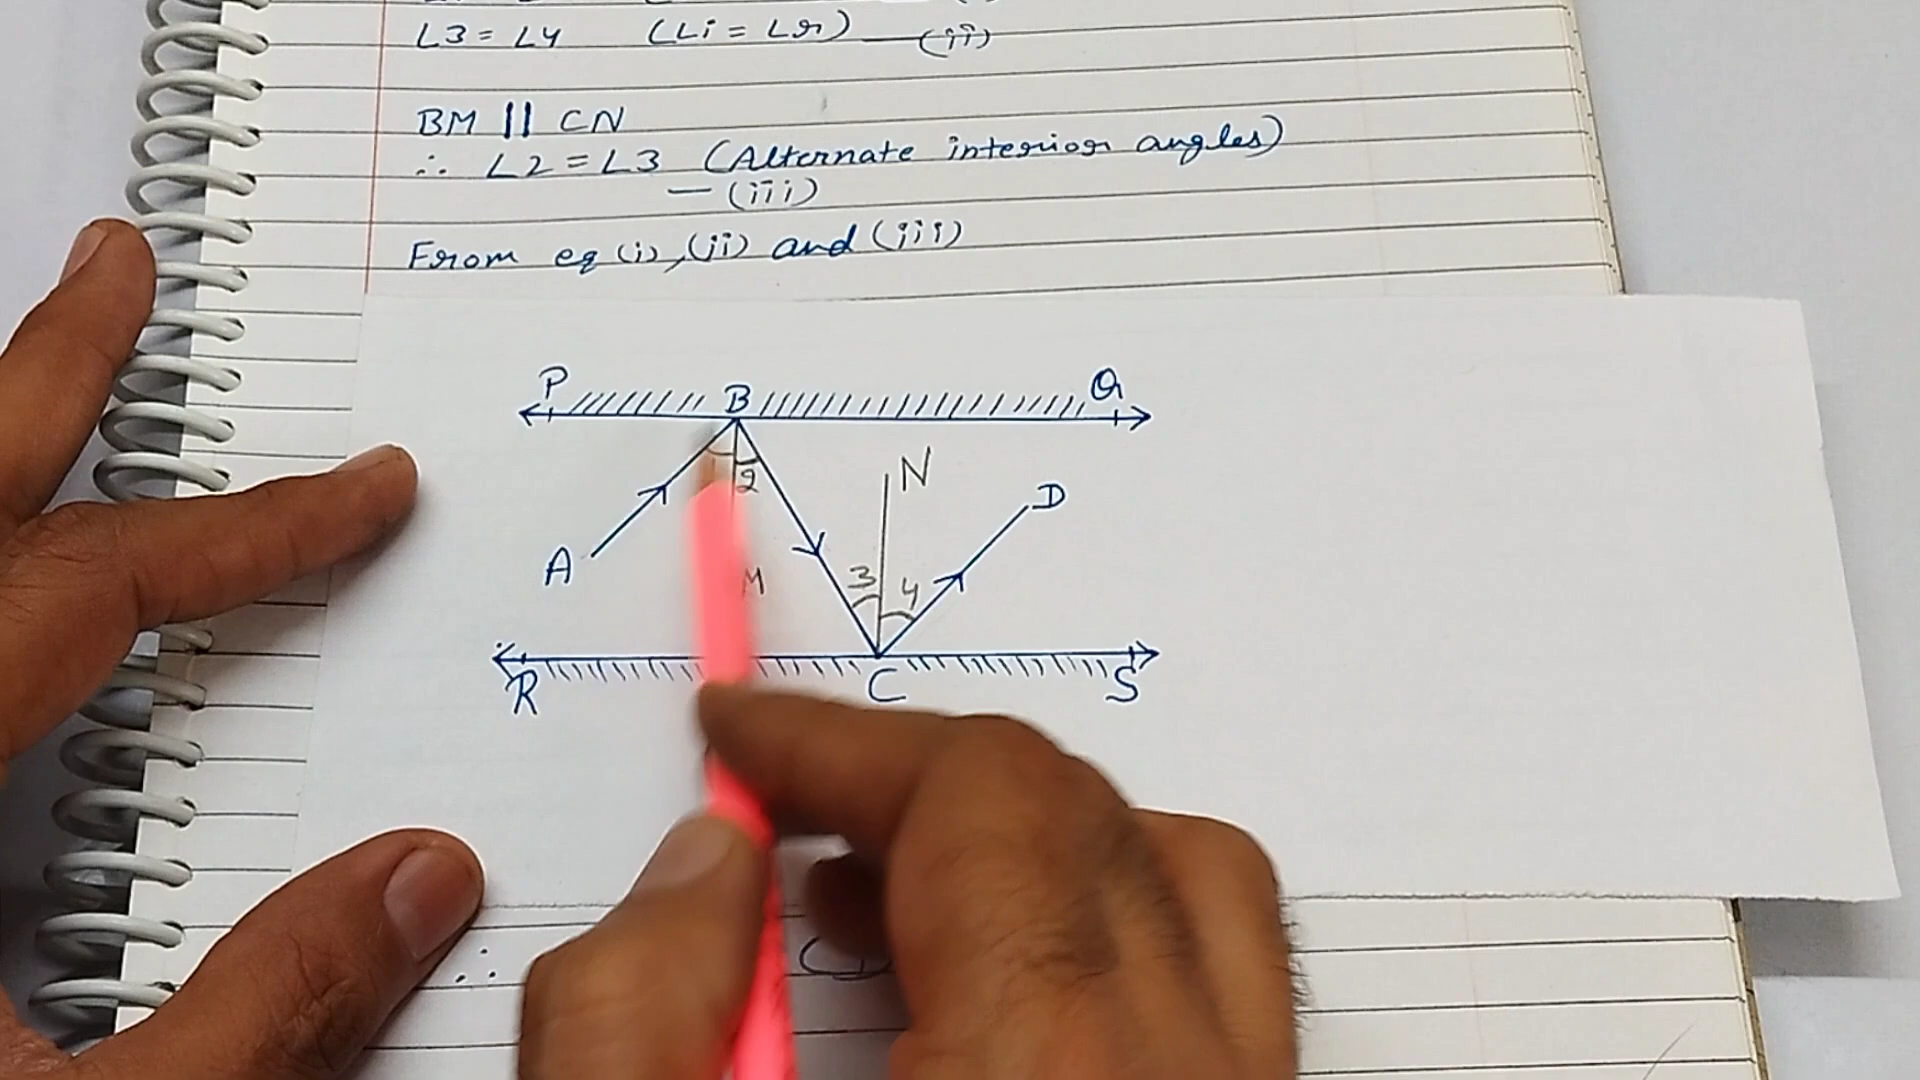 ∠3 = ∠4 (∠i = ∠r) — (ii)
BM || CN
∴ ∠2 = ∠3 (Alternate interior angles)
— (iii)
From eq (i), (ii) and (iii)
P B Q
2 N
D
A M 3 4
R C S
∴